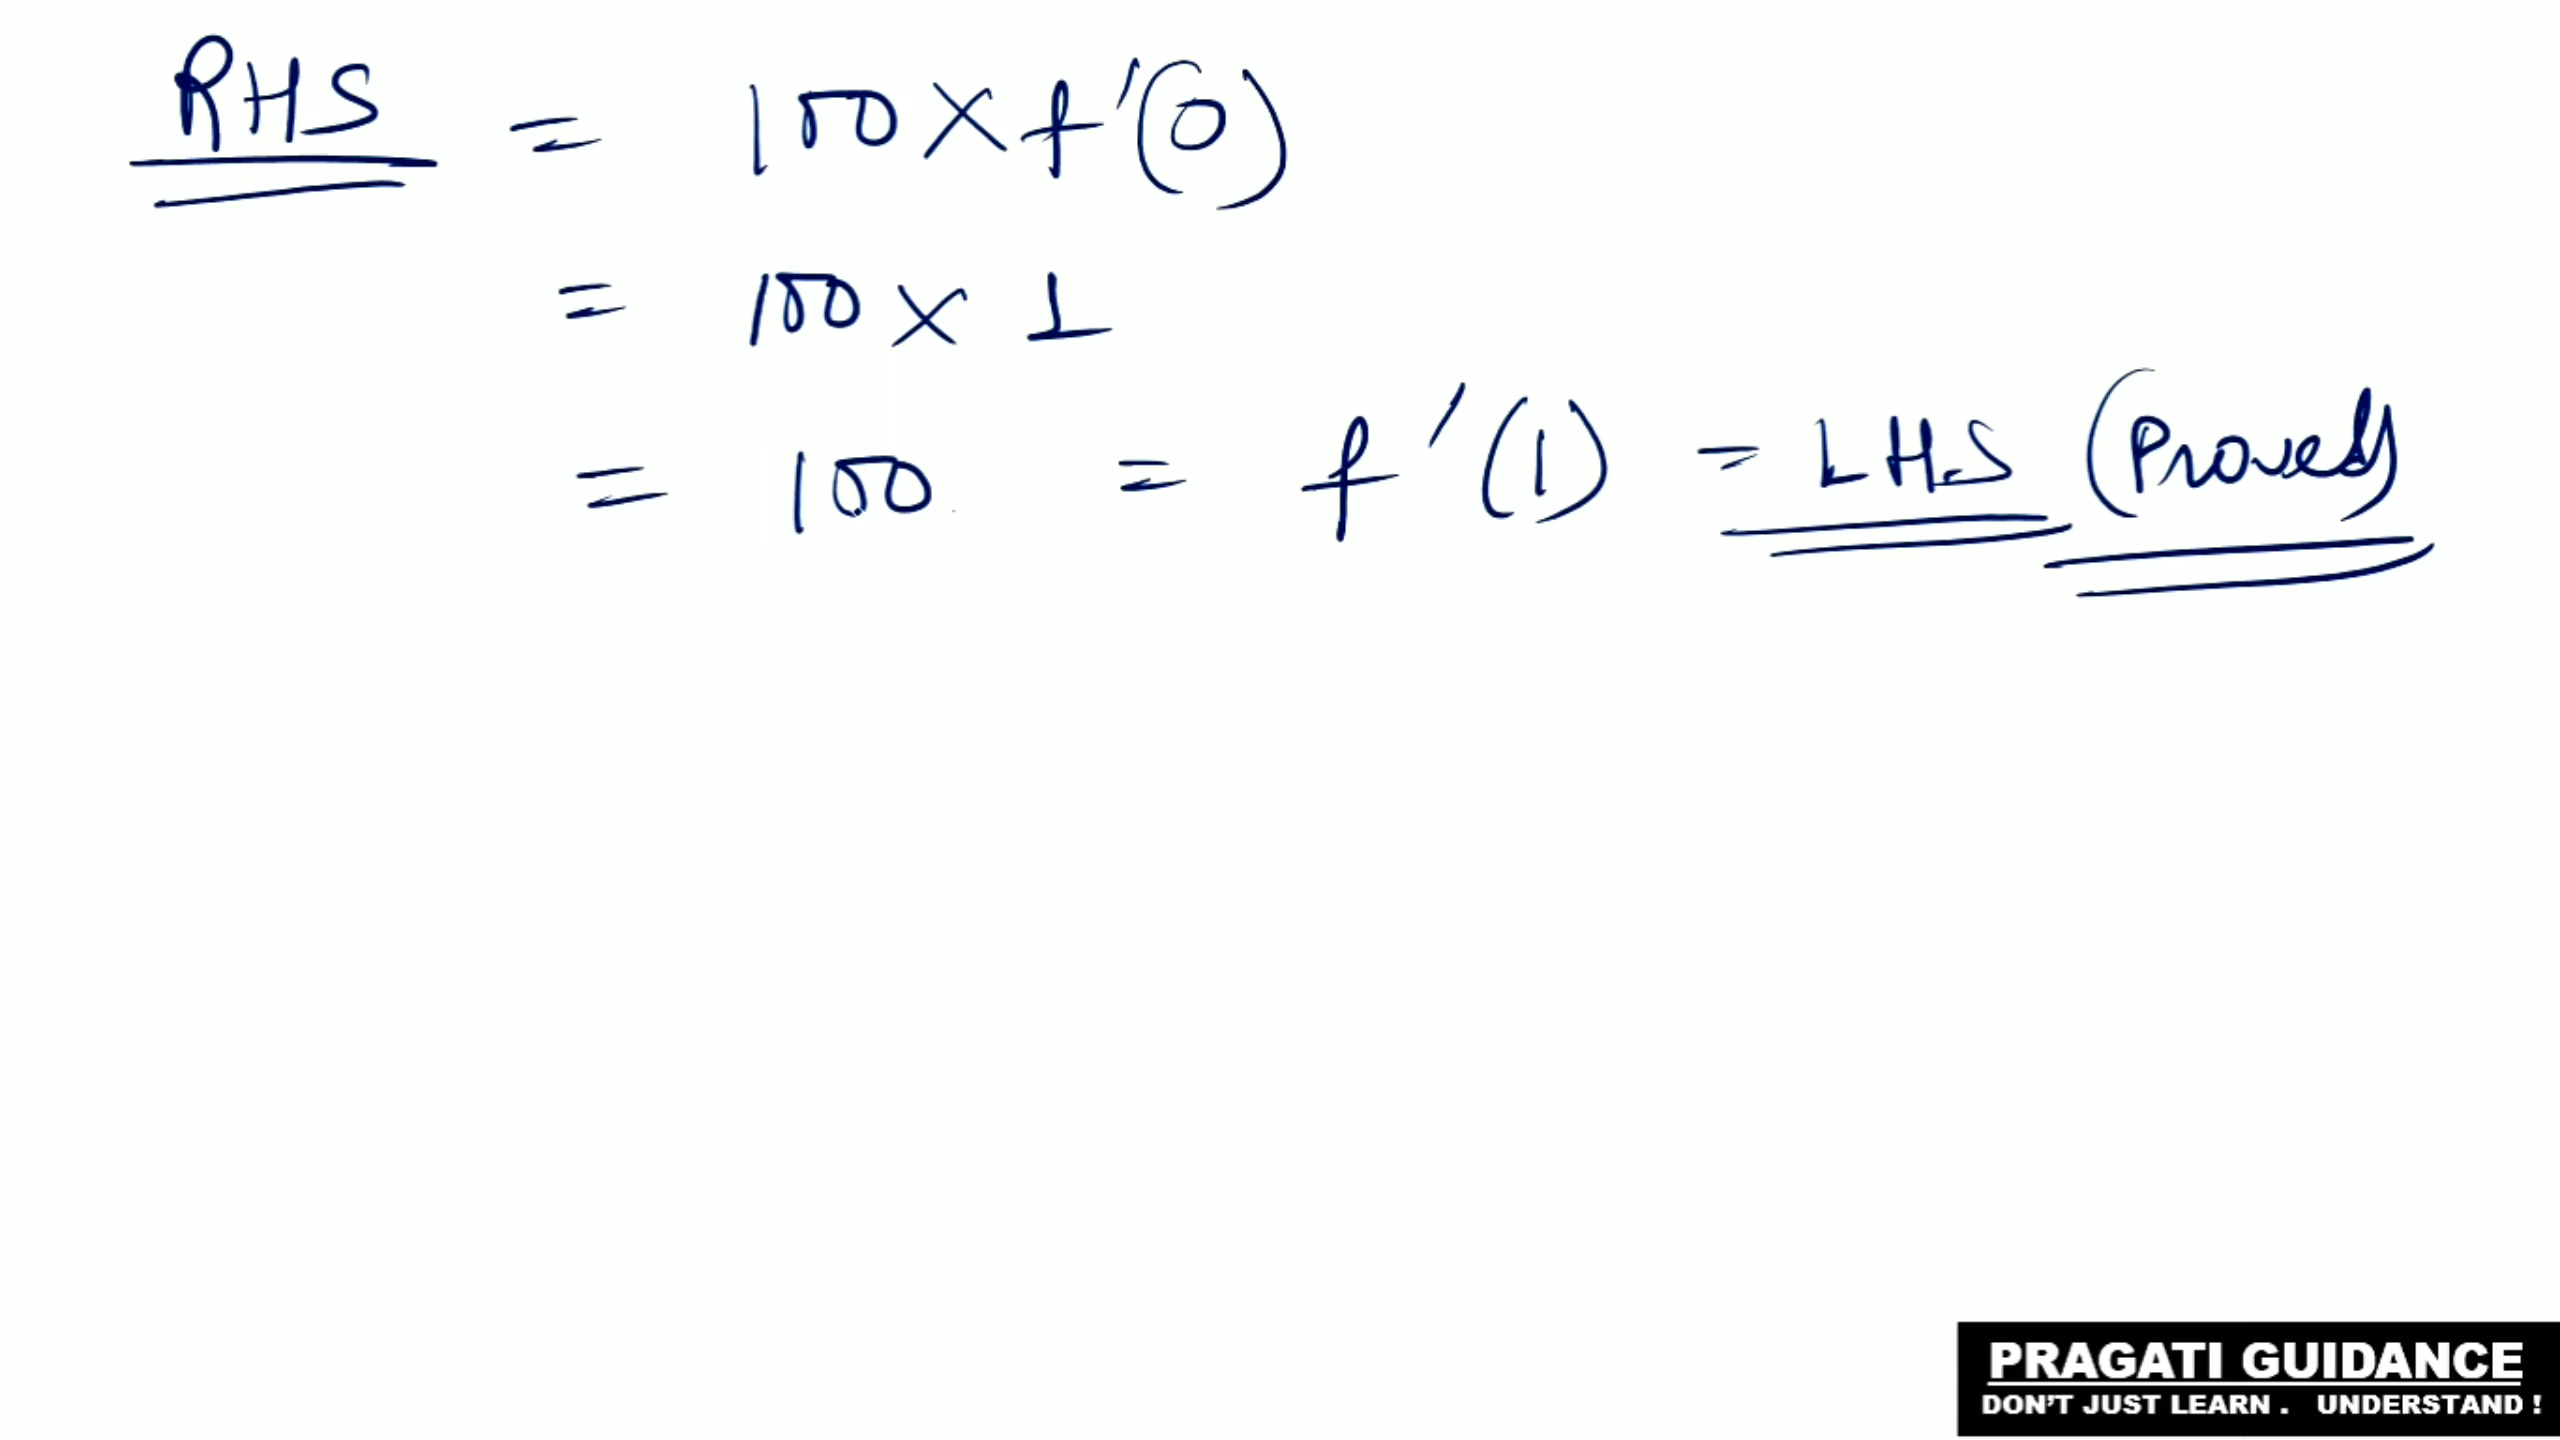 RHS = 100 × f'(0)
= 100 × 1
= 100 = f'(1) = LHS (Proved)
PRAGATI GUIDANCE
DON'T JUST LEARN . UNDERSTAND !